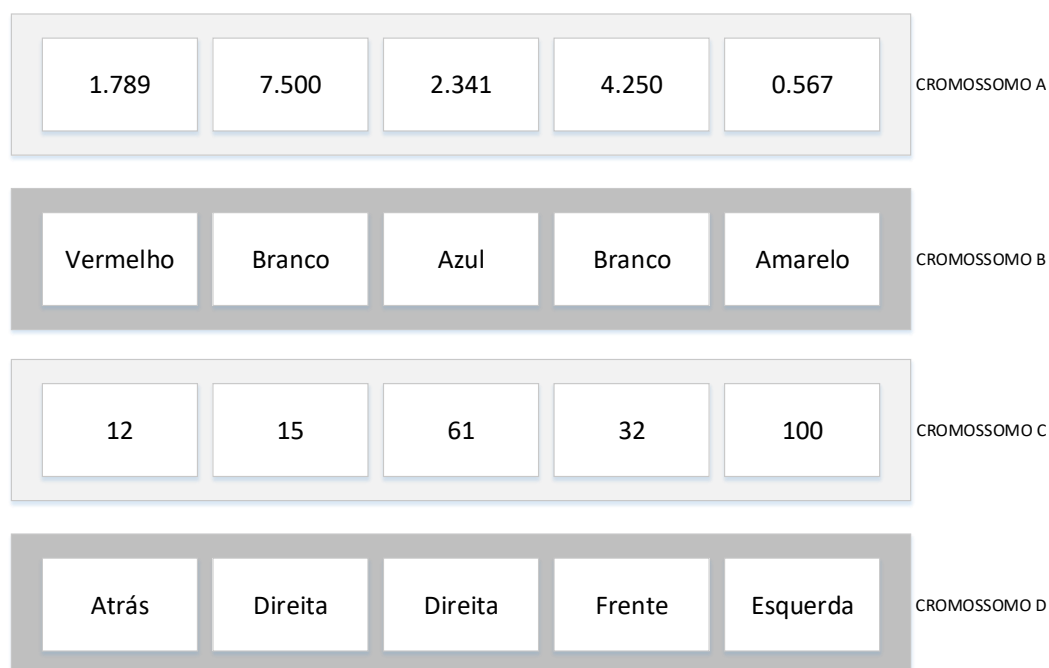 1.789 7.500 2.341 4.250 0.567 CROMOSSOMO A
Vermelho Branco Azul Branco Amarelo CROMOSSOMO B
12 15 61 32 100 CROMOSSOMO C
Atrás Direita Direita Frente Esquerda CROMOSSOMO D